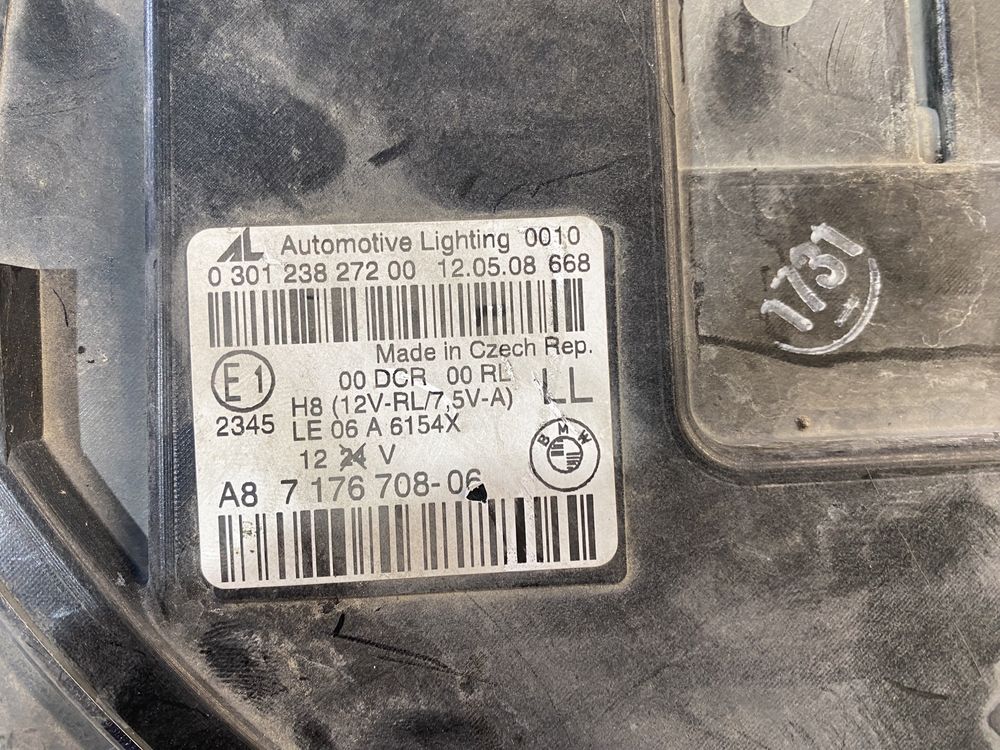 AL Automotive Lighting 0010
0 301 238 272 00 12.05.08 668
Made in Czech Rep.
E1
00 DCR 00 RL
LL
H8 (12V-RL/7,5V-A)
2345
LE 06 A 6154X
BMW
12 24 V
A8 7 176 708-06
1731